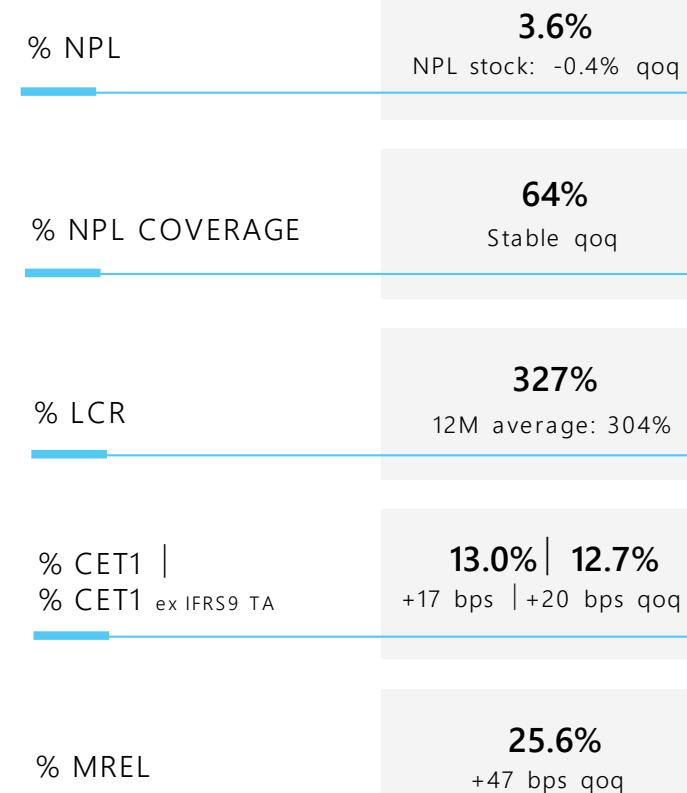 % NPL
3.6%
NPL stock: -0.4% qoq
% NPL COVERAGE
64%
Stable qoq
% LCR
327%
12M average: 304%
% CET1 |
% CET1 ex IFRS9 TA
13.0% | 12.7%
+17 bps | +20 bps qoq
% MREL
25.6%
+47 bps qoq